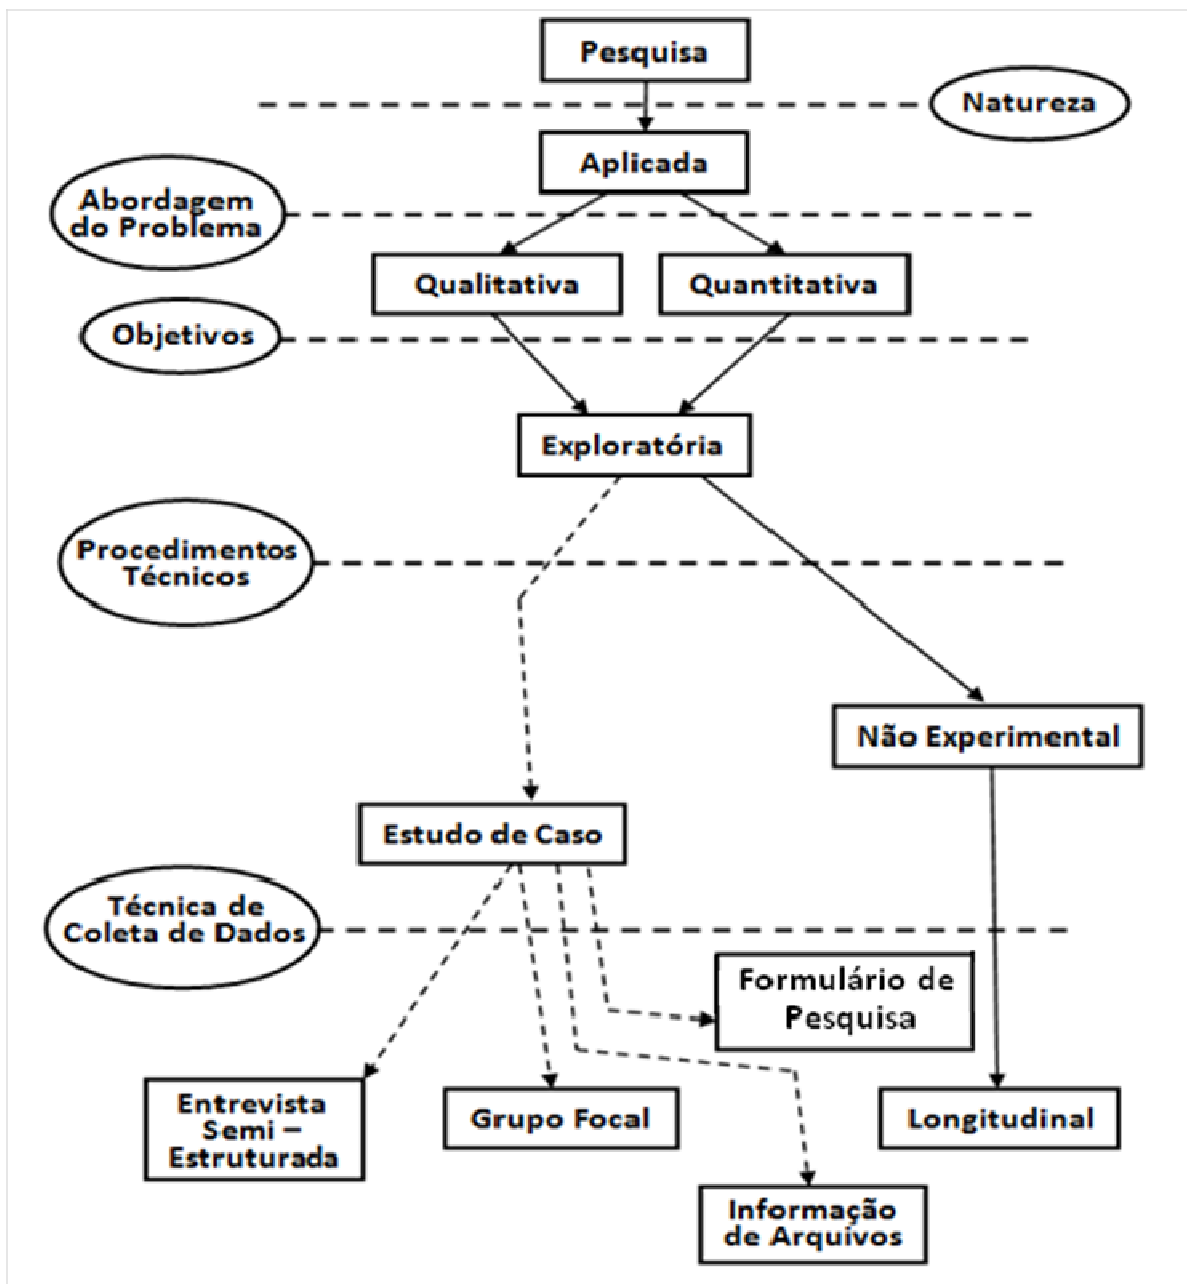 Pesquisa
Natureza
Aplicada
Abordagem
do Problema
Qualitativa
Quantitativa
Objetivos
Exploratória
Procedimentos
Técnicos
Não Experimental
Estudo de Caso
Técnica de
Coleta de Dados
Formulário de
Pesquisa
Entrevista
Semi –
Estruturada
Grupo Focal
Longitudinal
Informação
de Arquivos